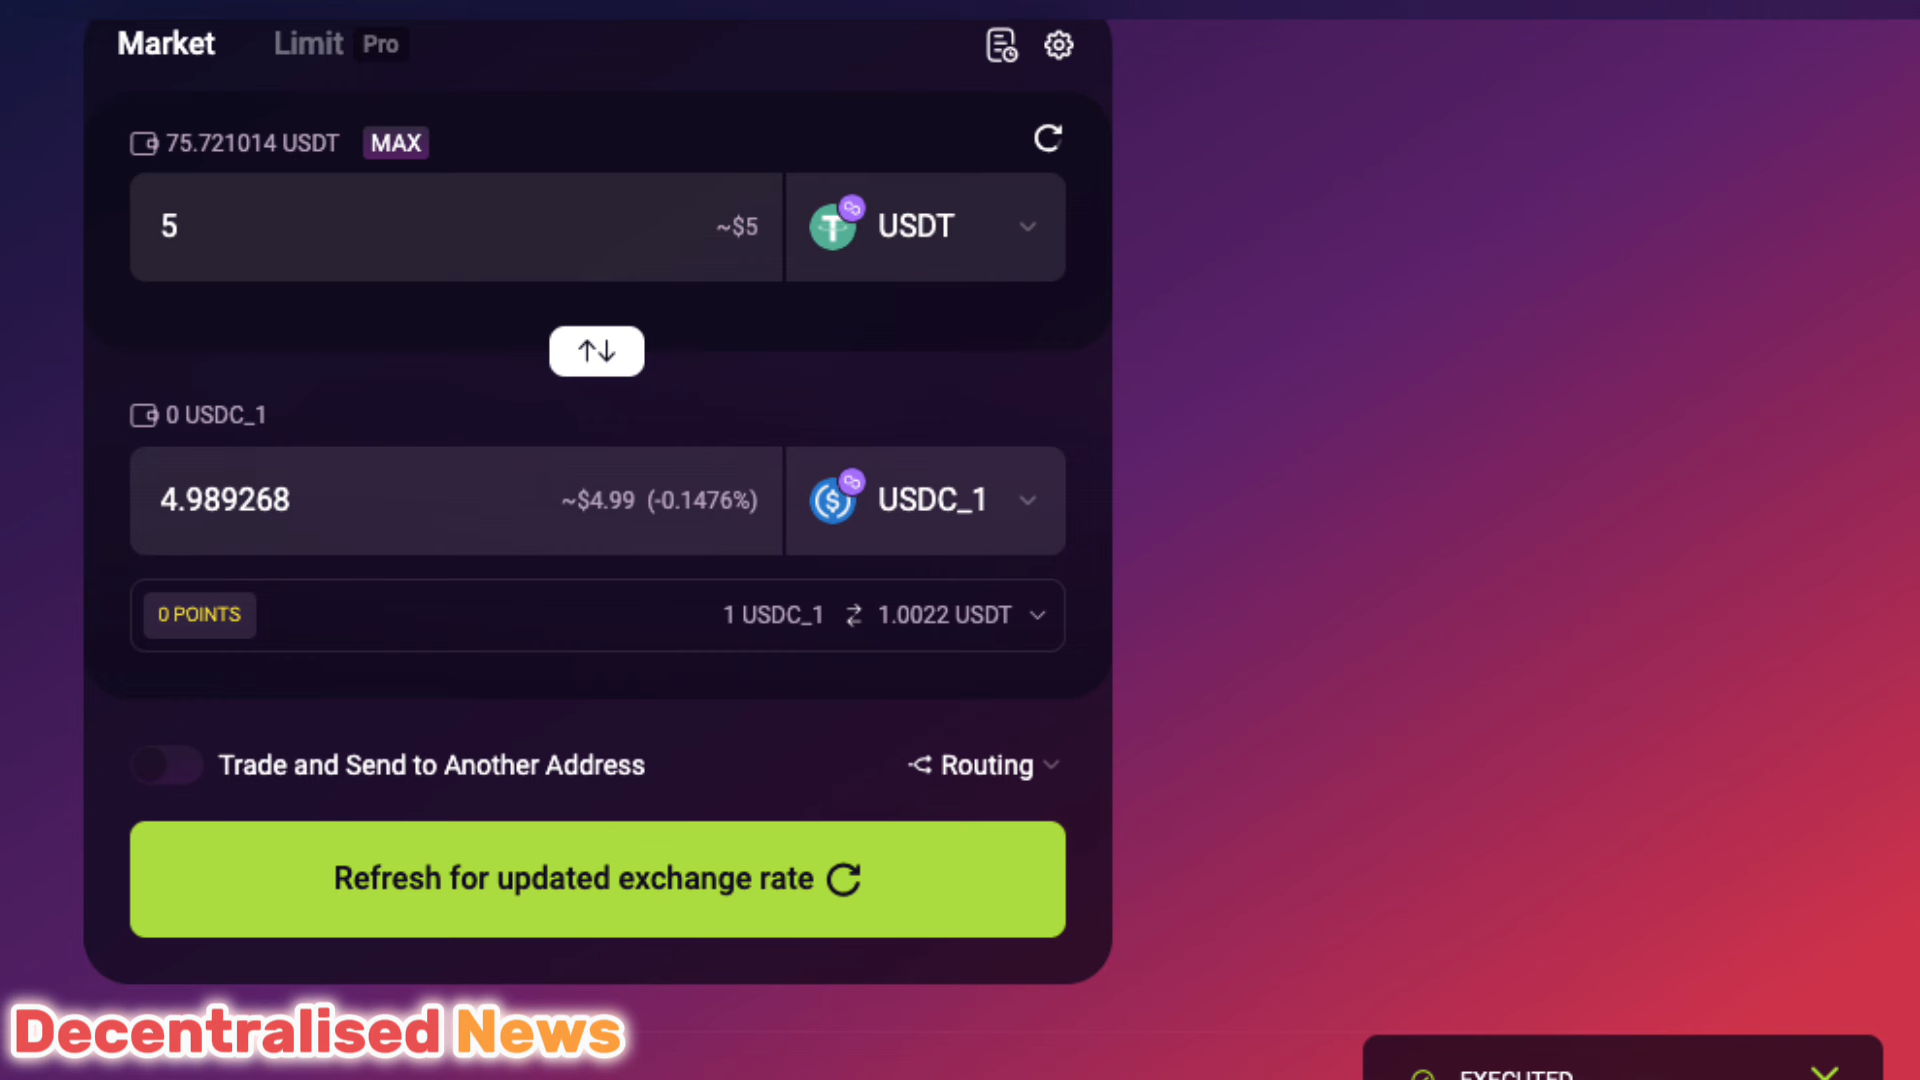 Market Limit Pro
75.721014 USDT MAX
5 ~$5 USDT
0 USDC_1
4.989268 ~$4.99 (-0.1476%) USDC_1
0 POINTS 1 USDC_1 ⇄ 1.0022 USDT
Trade and Send to Another Address Routing
Refresh for updated exchange rate
Decentralised News
EXECUTED